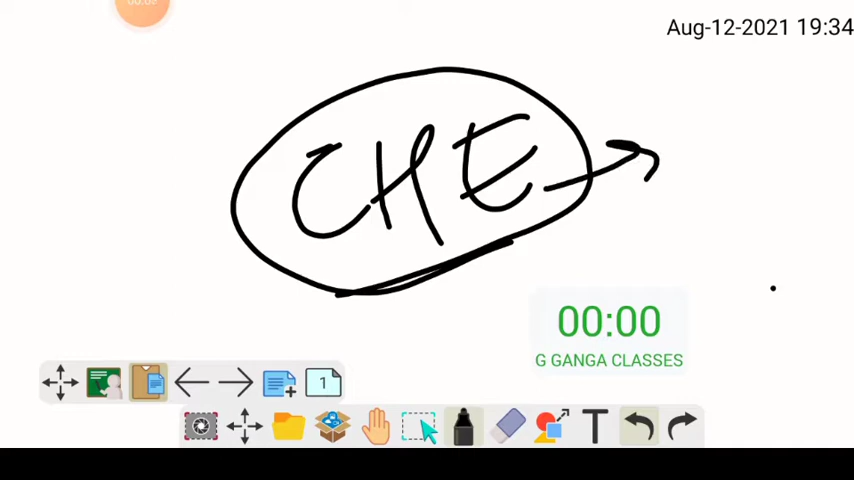 Aug-12-2021 19:34
CHE
00:00
G GANGA CLASSES
1
T